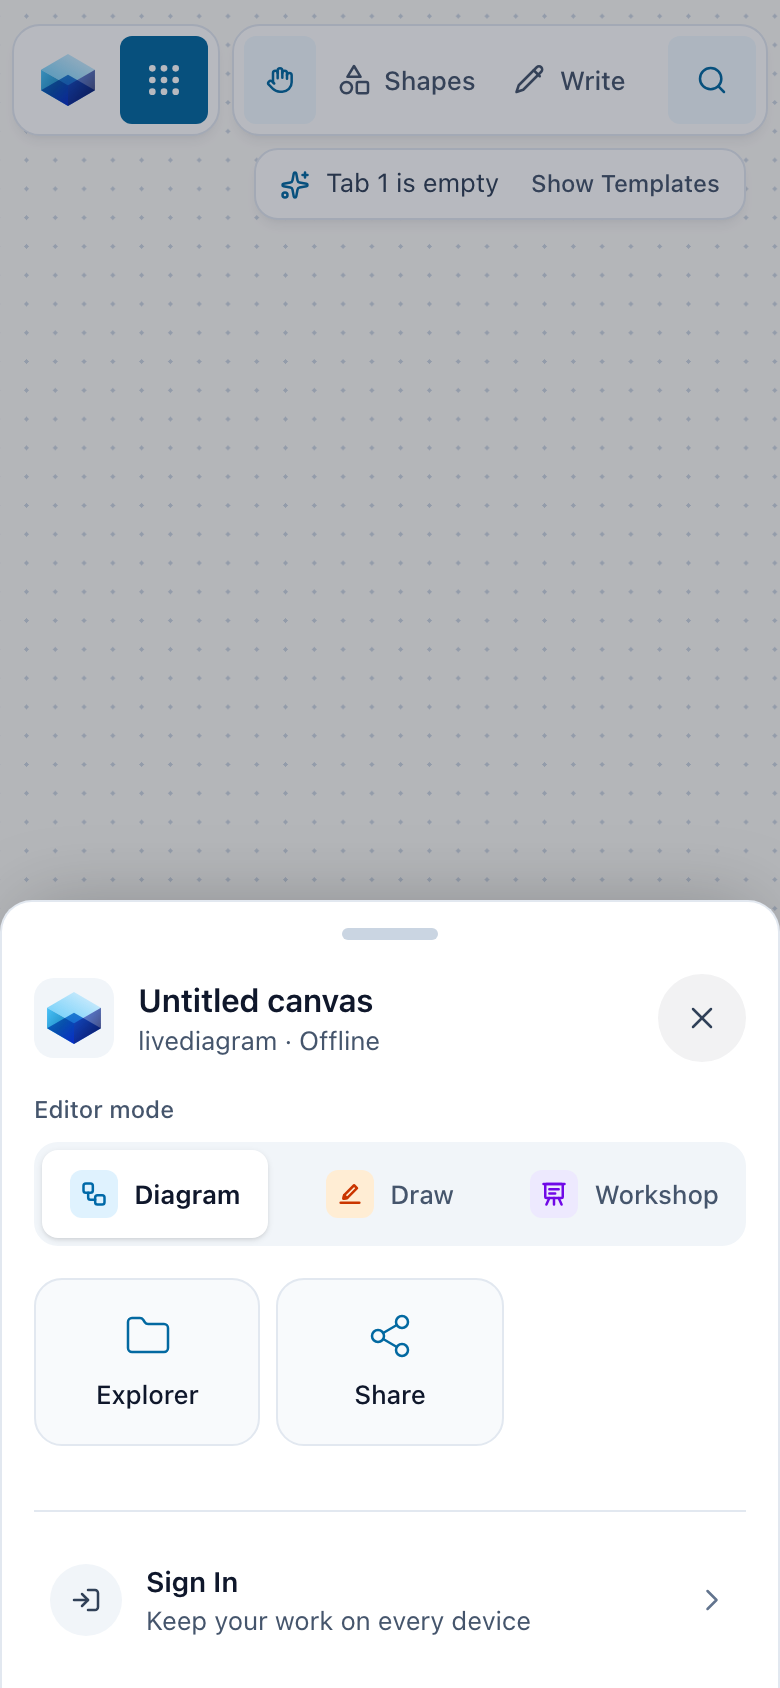 Shapes
Write
Tab 1 is empty
Show Templates
Untitled canvas
livediagram · Offline
Editor mode
Diagram
Draw
Workshop
Explorer
Share
Sign In
Keep your work on every device